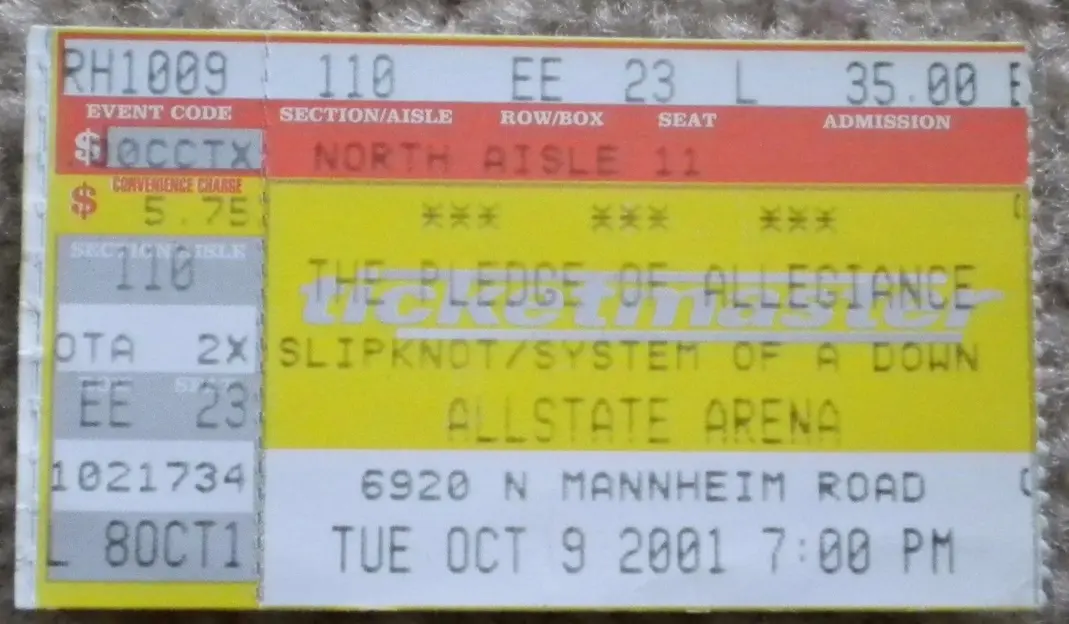 RH1009 110 EE 23 L 35.00 E
EVENT CODE SECTION/AISLE ROW/BOX SEAT ADMISSION
$ 10CCTX NORTH AISLE 11
CONVENIENCE CHARGE
$ 5.75 *** *** ***
SECTION/AISLE
110 THE PLEDGE OF ALLEGIANCE
ticketmaster
OTA 2X SLIPKNOT/SYSTEM OF A DOWN
EE 23 ALLSTATE ARENA
1021734 6920 N MANNHEIM ROAD
L 8OCT1 TUE OCT 9 2001 7:00 PM